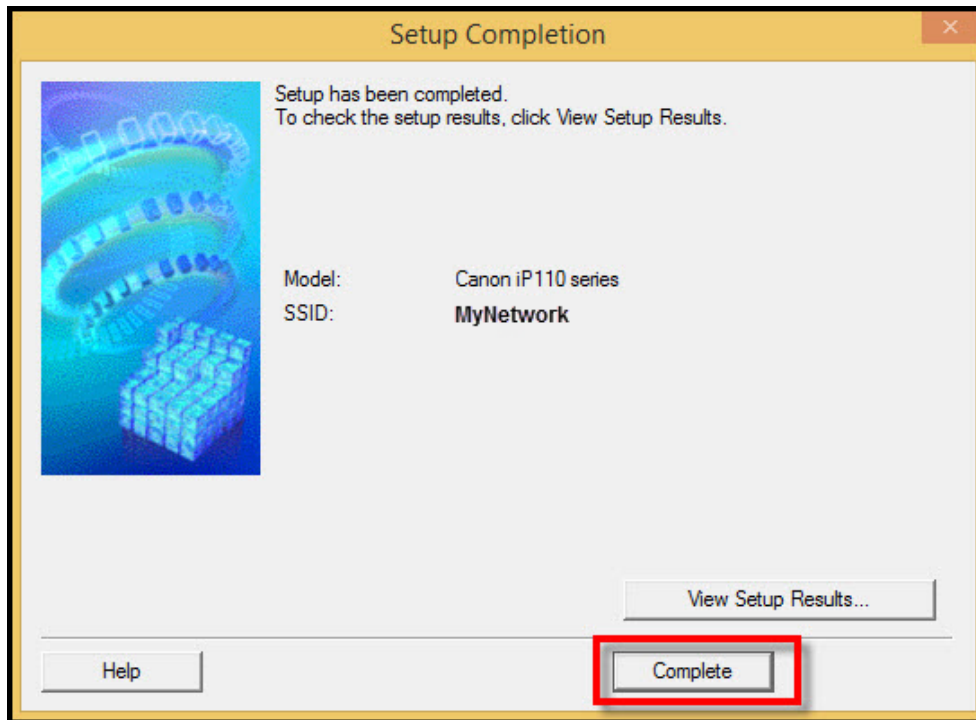 Setup Completion
Setup has been completed.
To check the setup results, click View Setup Results.
Model: Canon iP110 series
SSID: MyNetwork
View Setup Results...
Help Complete